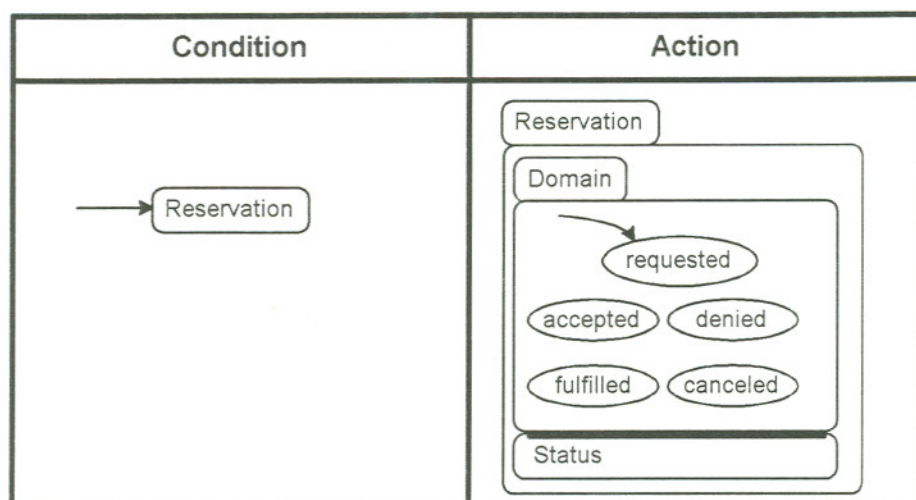 Condition
Action
Reservation
Reservation
Domain
requested
accepted denied
fulfilled canceled
Status